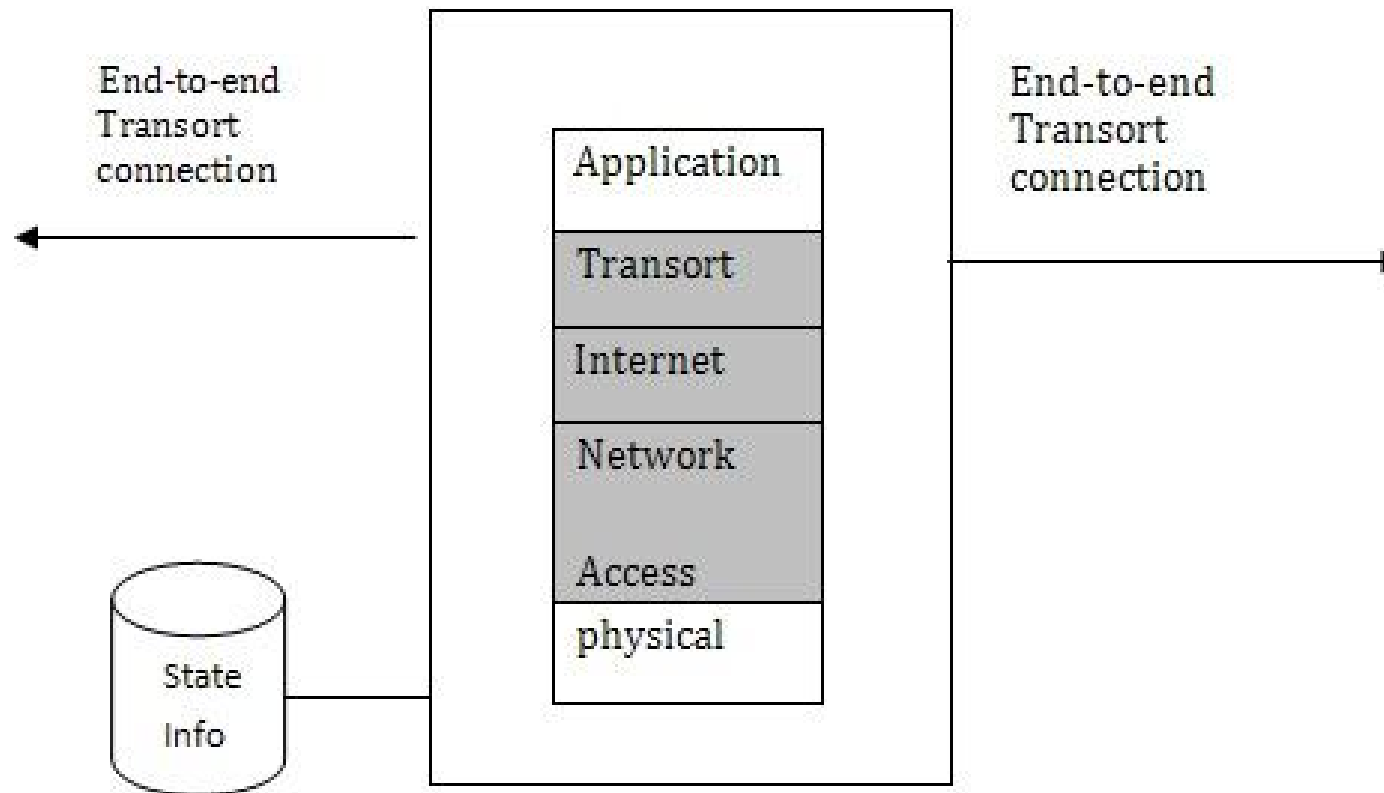 End-to-end
Transort
connection
End-to-end
Transort
connection
Application
Transort
Internet
Network
Access
physical
State
Info